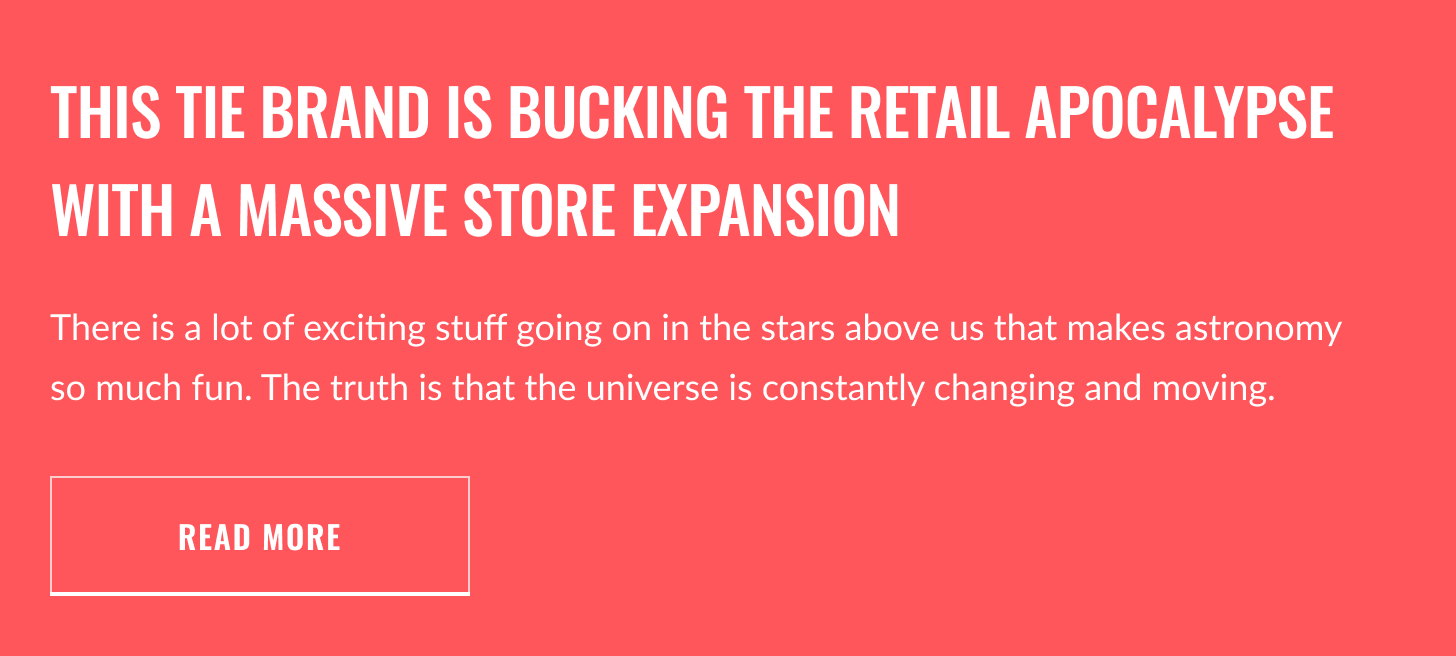 THIS TIE BRAND IS BUCKING THE RETAIL APOCALYPSE
WITH A MASSIVE STORE EXPANSION
There is a lot of exciting stuff going on in the stars above us that makes astronomy
so much fun. The truth is that the universe is constantly changing and moving.
READ MORE